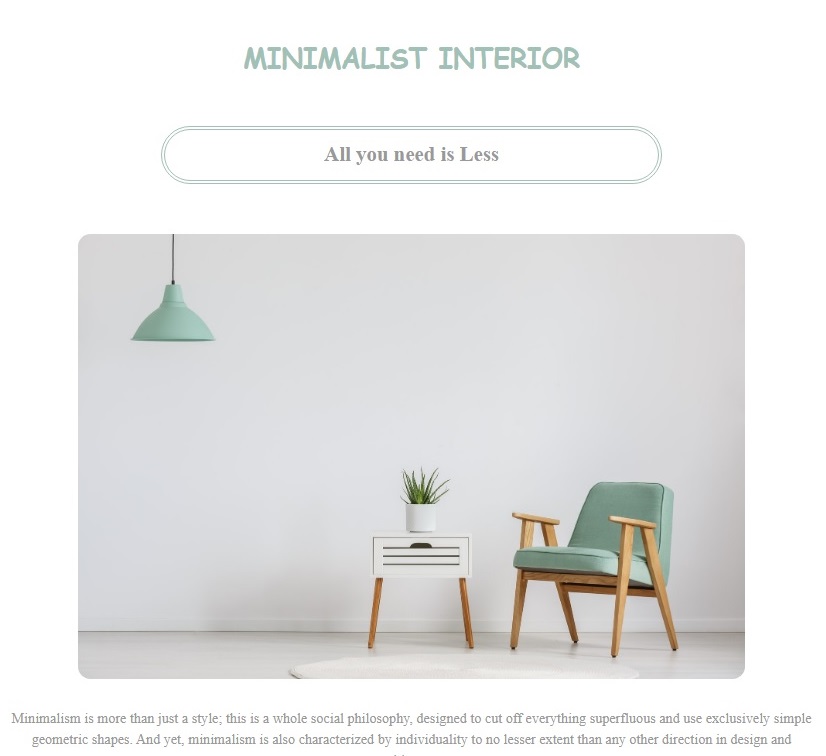 MINIMALIST INTERIOR
All you need is Less
Minimalism is more than just a style; this is a whole social philosophy, designed to cut off everything superfluous and use exclusively simple
geometric shapes. And yet, minimalism is also characterized by individuality to no lesser extent than any other direction in design and